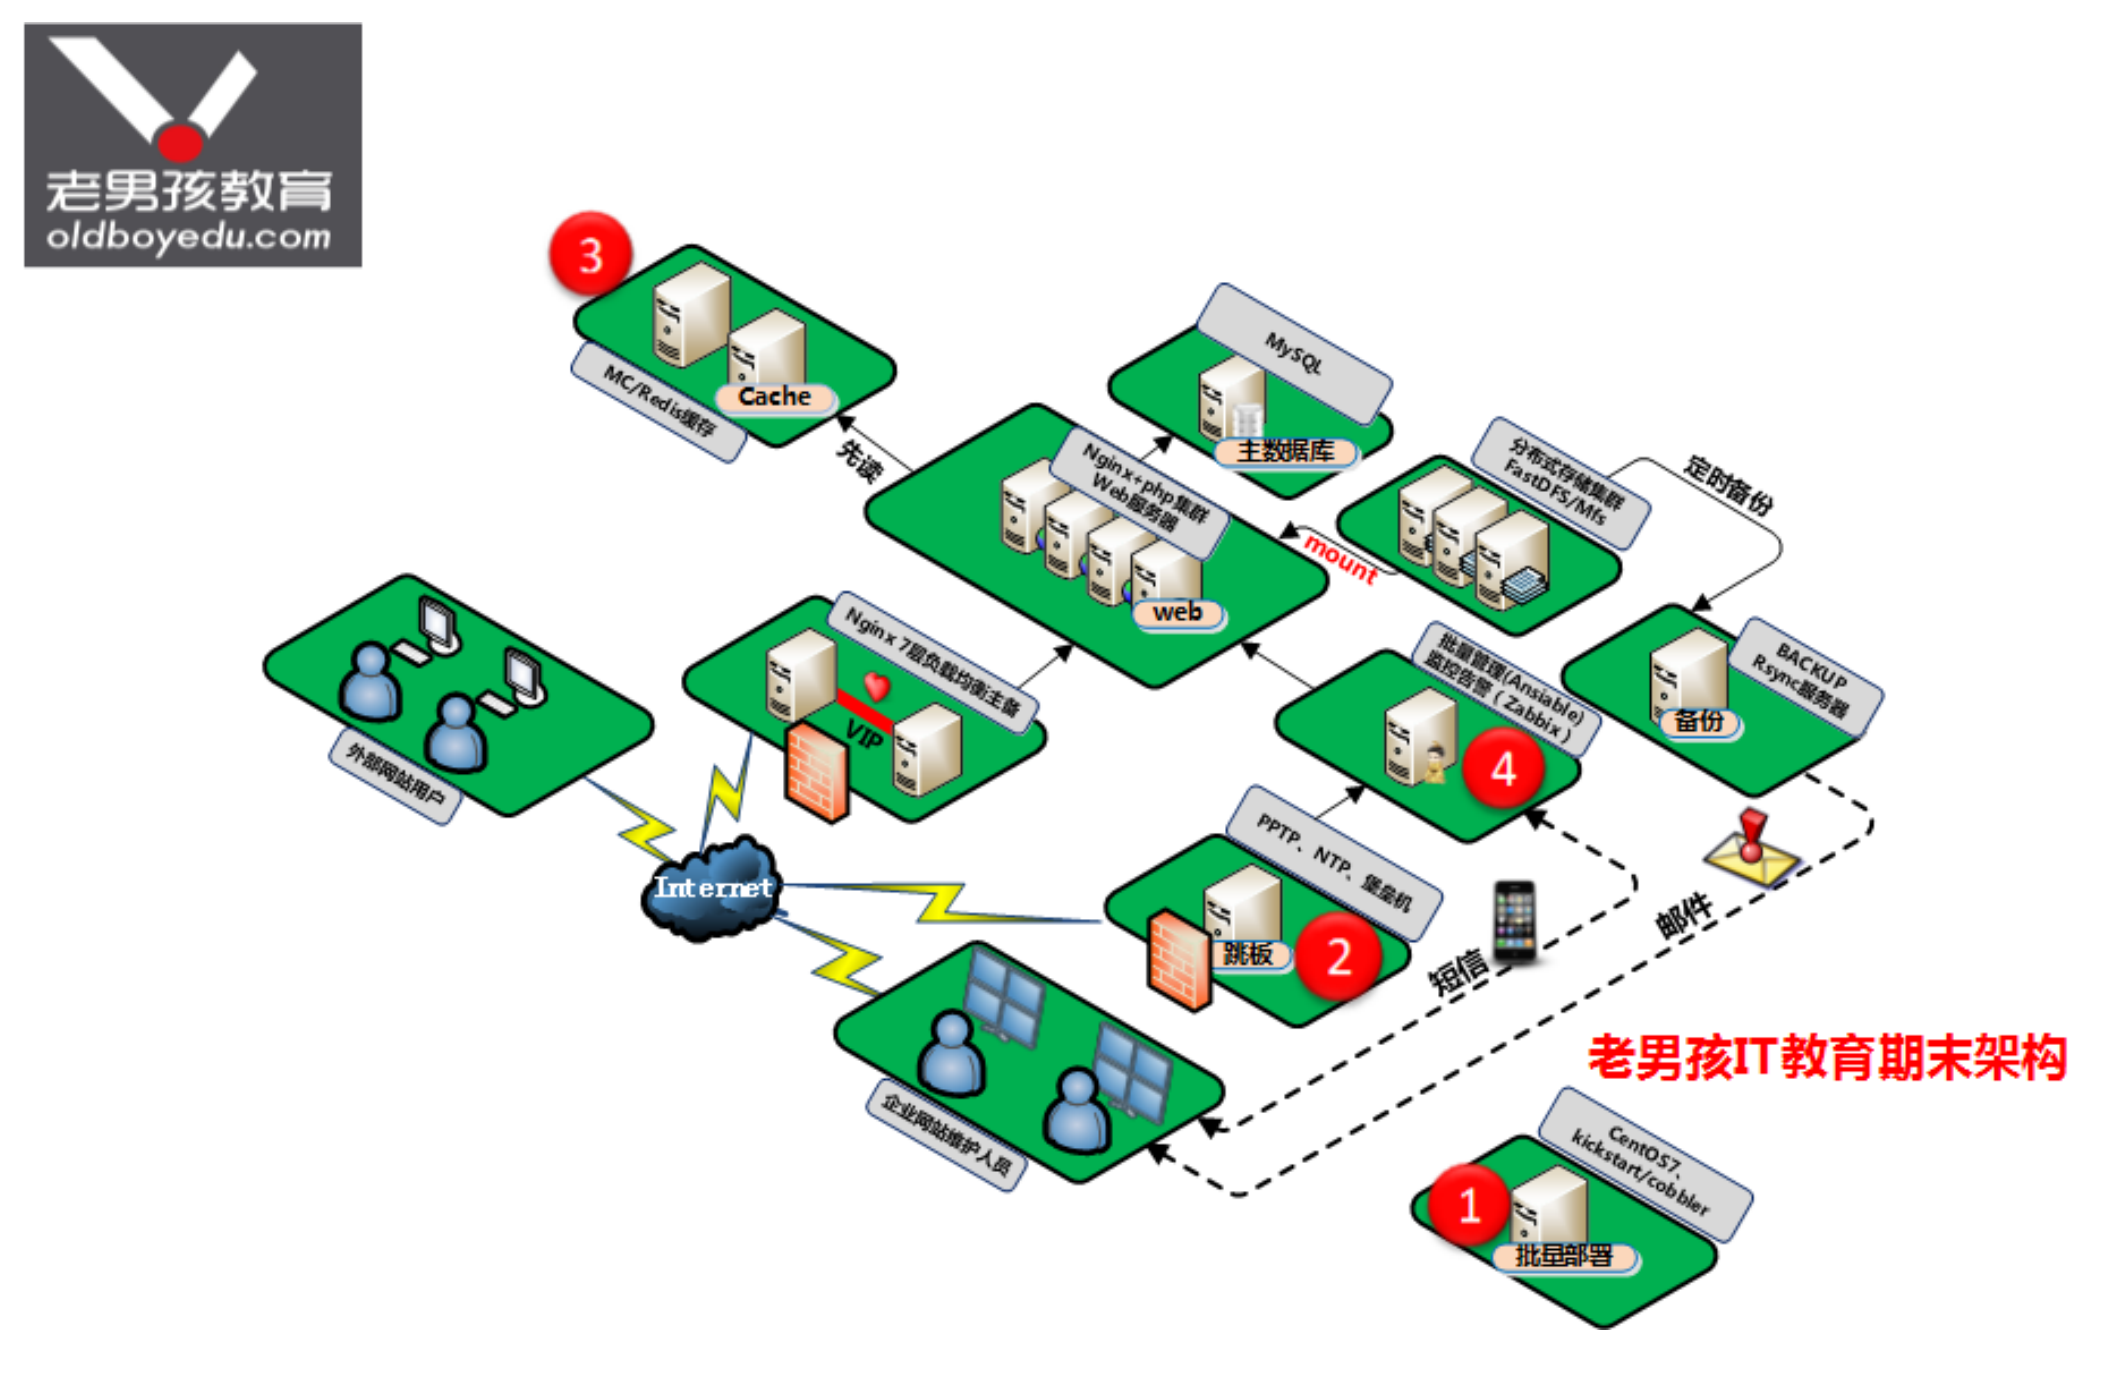 老男孩教育
oldboyedu.com
3
MC/Redis缓存
Cache
先读
MySQL
主数据库
Nginx+php集群
Web服务器
web
分布式存储集群
FastDFS/Mfs
定时备份
mount
BACKUP
Rsync服务器
备份
外部网站用户
Nginx 7层负载均衡主备
VIP
批量管理(Ansiable)
监控告警（Zabbix）
4
Internet
PPTP、NTP、堡垒机
跳板
2
短信
邮件
企业网站维护人员
老男孩IT教育期末架构
CentOS7、
kickstart/cobbler
1
批量部署